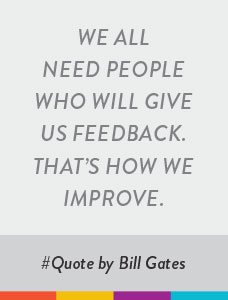 WE ALL
NEED PEOPLE
WHO WILL GIVE
US FEEDBACK.
THAT'S HOW WE
IMPROVE.
#Quote by Bill Gates